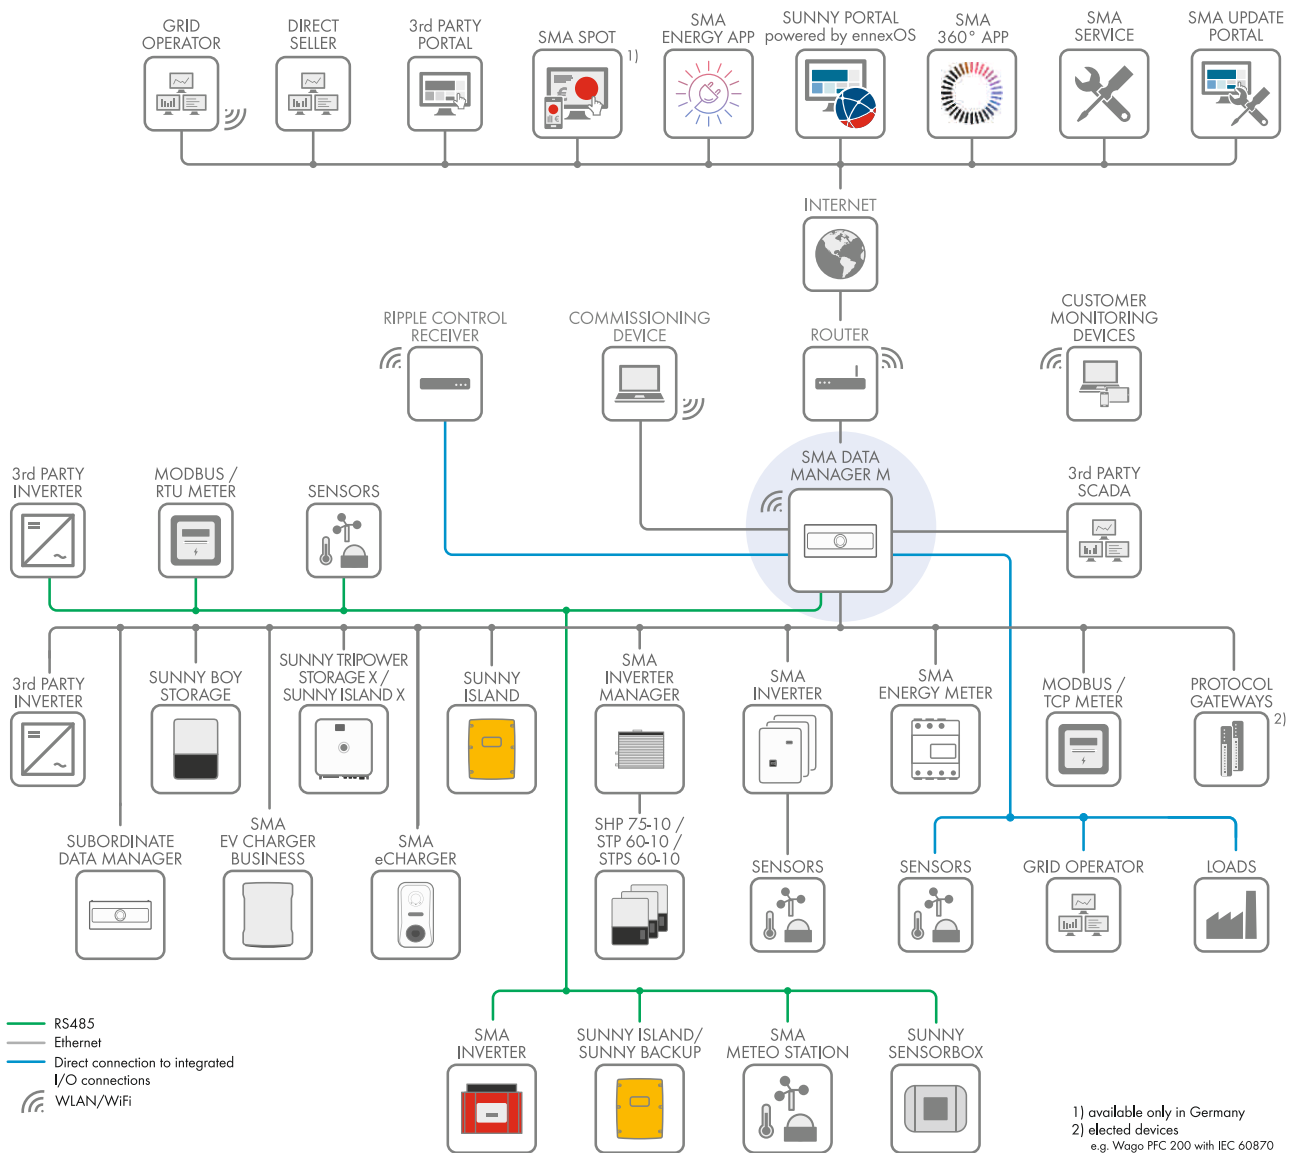 GRID
OPERATOR
DIRECT
SELLER
3rd PARTY
PORTAL
SMA SPOT
1)
SMA
ENERGY APP
SUNNY PORTAL
powered by ennexOS
SMA
360° APP
SMA
SERVICE
SMA UPDATE
PORTAL
INTERNET
RIPPLE CONTROL
RECEIVER
COMMISSIONING
DEVICE
ROUTER
CUSTOMER
MONITORING
DEVICES
3rd PARTY
INVERTER
MODBUS /
RTU METER
SENSORS
SMA DATA
MANAGER M
3rd PARTY
SCADA
3rd PARTY
INVERTER
SUNNY BOY
STORAGE
SUNNY TRIPOWER
STORAGE X /
SUNNY ISLAND X
SUNNY
ISLAND
SMA
INVERTER
MANAGER
SMA
INVERTER
SMA
ENERGY METER
MODBUS /
TCP METER
PROTOCOL
GATEWAYS
2)
SUBORDINATE
DATA MANAGER
SMA
EV CHARGER
BUSINESS
SMA
eCHARGER
SHP 75-10 /
STP 60-10 /
STPS 60-10
SENSORS
SENSORS
GRID OPERATOR
LOADS
RS485
Ethernet
Direct connection to integrated
I/O connections
WLAN/WiFi
SMA
INVERTER
SUNNY ISLAND/
SUNNY BACKUP
SMA
METEO STATION
SUNNY
SENSORBOX
1) available only in Germany
2) elected devices
e.g. Wago PFC 200 with IEC 60870